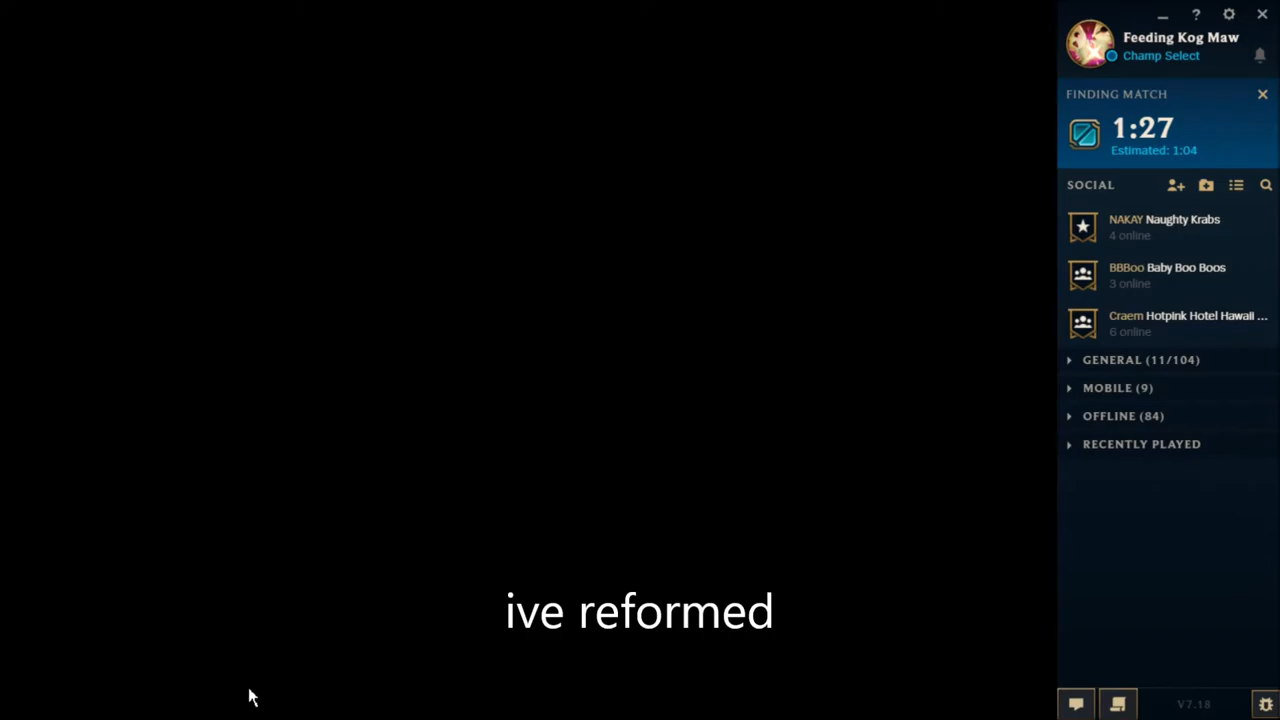 Feeding Kog Maw
Champ Select
FINDING MATCH
1:27
Estimated: 1:04
SOCIAL
NAKAY Naughty Krabs
4 online
BBBoo Baby Boo Boos
3 online
Craem Hotpink Hotel Hawaii ...
6 online
GENERAL (11/104)
MOBILE (9)
OFFLINE (84)
RECENTLY PLAYED
ive reformed
V7.18